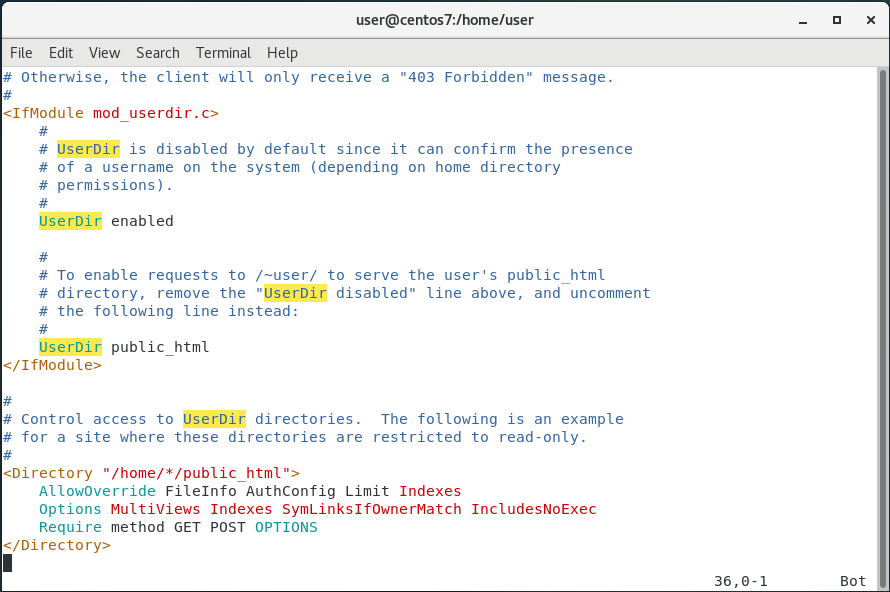 user@centos7:/home/user
File Edit View Search Terminal Help
# Otherwise, the client will only receive a "403 Forbidden" message.
#
<IfModule mod_userdir.c>
    #
    # UserDir is disabled by default since it can confirm the presence
    # of a username on the system (depending on home directory
    # permissions).
    #
    UserDir enabled

    #
    # To enable requests to /~user/ to serve the user's public_html
    # directory, remove the "UserDir disabled" line above, and uncomment
    # the following line instead:
    #
    UserDir public_html
</IfModule>

#
# Control access to UserDir directories.  The following is an example
# for a site where these directories are restricted to read-only.
#
<Directory "/home/*/public_html">
    AllowOverride FileInfo AuthConfig Limit Indexes
    Options MultiViews Indexes SymLinksIfOwnerMatch IncludesNoExec
    Require method GET POST OPTIONS
</Directory>
36,0-1 Bot